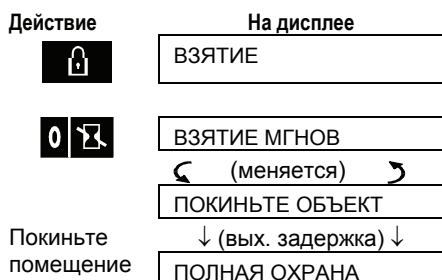 Действие На дисплее
ВЗЯТИЕ
0 ВЗЯТИЕ МГНОВ
(меняется)
ПОКИНЬТЕ ОБЪЕКТ
Покиньте ↓ (вых. задержка) ↓
помещение ПОЛНАЯ ОХРАНА